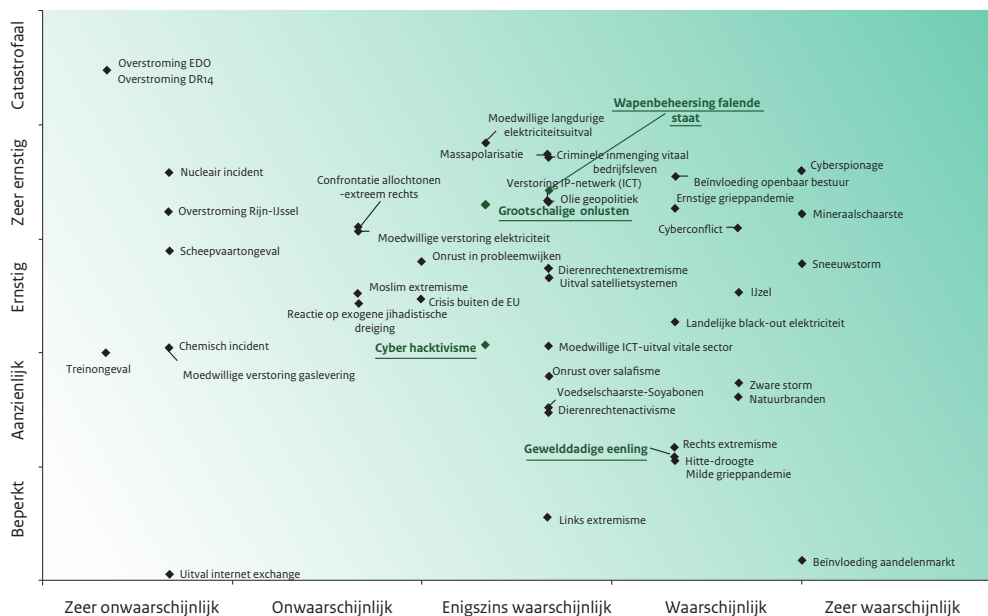 Catastrofaal
Zeer ernstig
Ernstig
Aanzienlijk
Beperkt
Overstroming EDO
Overstroming DR14
Wapenbeheersing falende
staat
Moedwillige langdurige
elektriciteitsuitval
Massapolarisatie
Criminele inmenging vitaal
bedrijfsleven
Cyberspionage
Nucleair incident
Confrontatie allochtonen
-extreem rechts
Verstoring IP-netwerk (ICT)
Beïnvloeding openbaar bestuur
Olie geopolitiek
Ernstige grieppandemie
Overstroming Rijn-IJssel
Grootschalige onlusten
Mineraalschaarste
Cyberconflict
Moedwillige verstoring elektriciteit
Scheepvaartongeval
Onrust in probleemwijken
Dierenrechtenextremisme
Sneeuwstorm
Uitval satellietsystemen
Moslim extremisme
IJzel
Crisis buiten de EU
Reactie op exogene jihadistische
dreiging
Landelijke black-out elektriciteit
Chemisch incident
Cyber hacktivisme
Moedwillige ICT-uitval vitale sector
Treinongeval
Moedwillige verstoring gaslevering
Onrust over salafisme
Zware storm
Voedselschaarste-Soyabonen
Natuurbranden
Dierenrechtenactivisme
Gewelddadige eenling
Rechts extremisme
Hitte-droogte
Milde grieppandemie
Links extremisme
Beïnvloeding aandelenmarkt
Uitval internet exchange
Zeer onwaarschijnlijk
Onwaarschijnlijk
Enigszins waarschijnlijk
Waarschijnlijk
Zeer waarschijnlijk